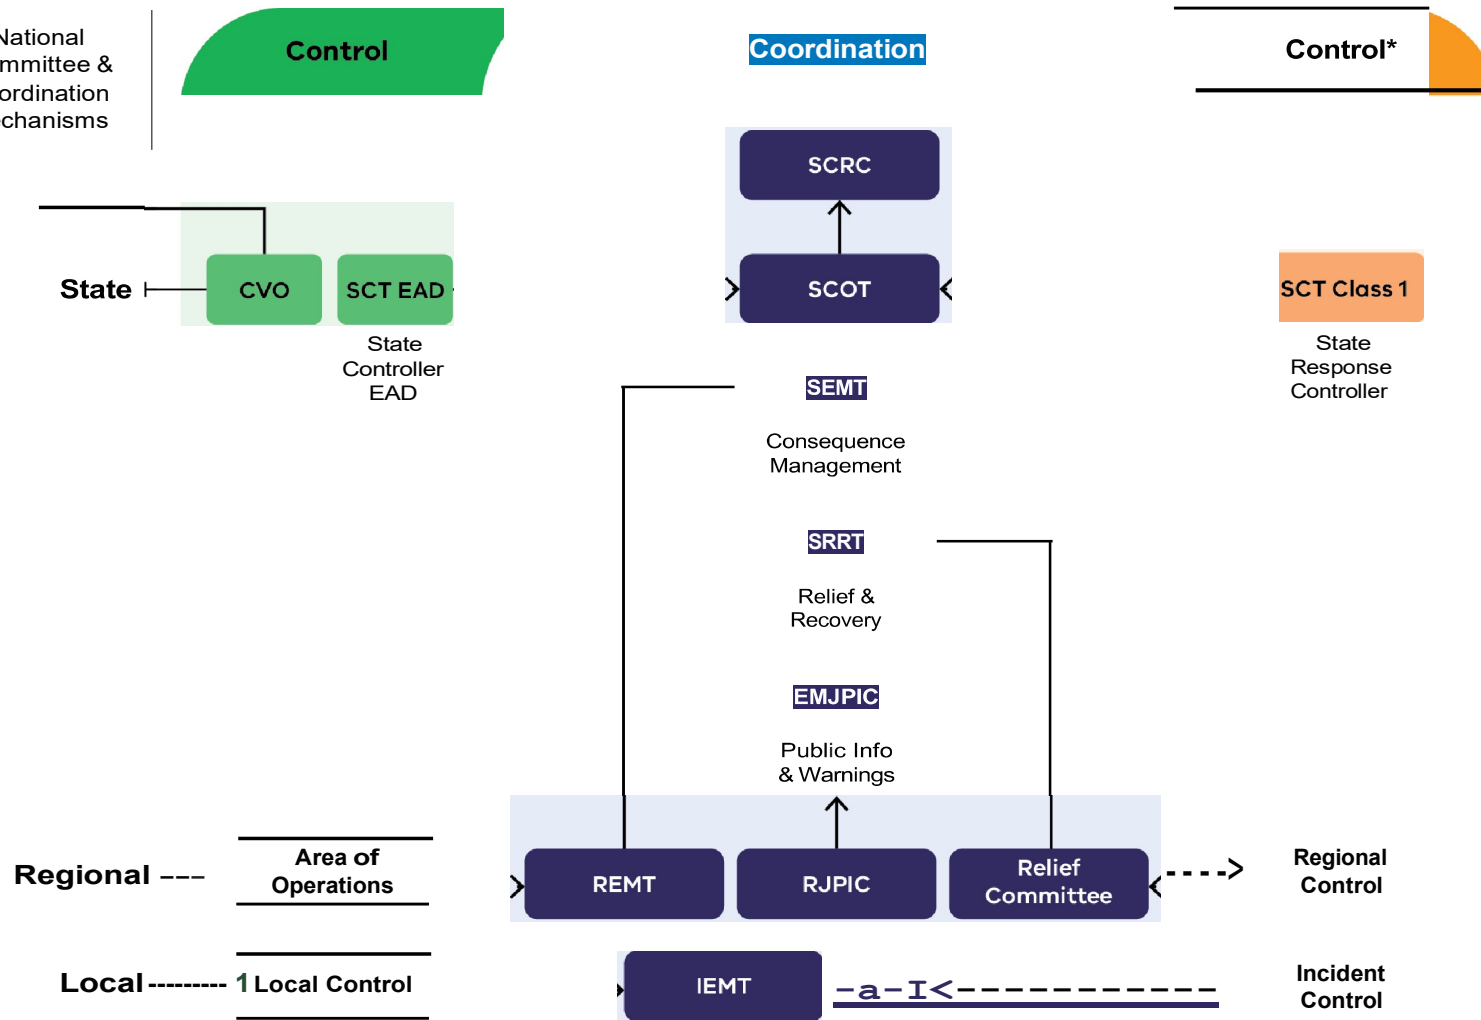 National
mmittee &
ordination
echanisms
Control
Coordination
Control*
SCRC
State
CVO
SCT EAD
SCOT
SCT Class 1
State
Controller
EAD
State
Response
Controller
SEMT
Consequence
Management
SRRT
Relief &
Recovery
EMJPIC
Public Info
& Warnings
Regional ---
Area of
Operations
REMT
RJPIC
Relief
Committee
Regional
Control
Local --------- 1 Local Control
IEMT
-a-I<-------------
Incident
Control